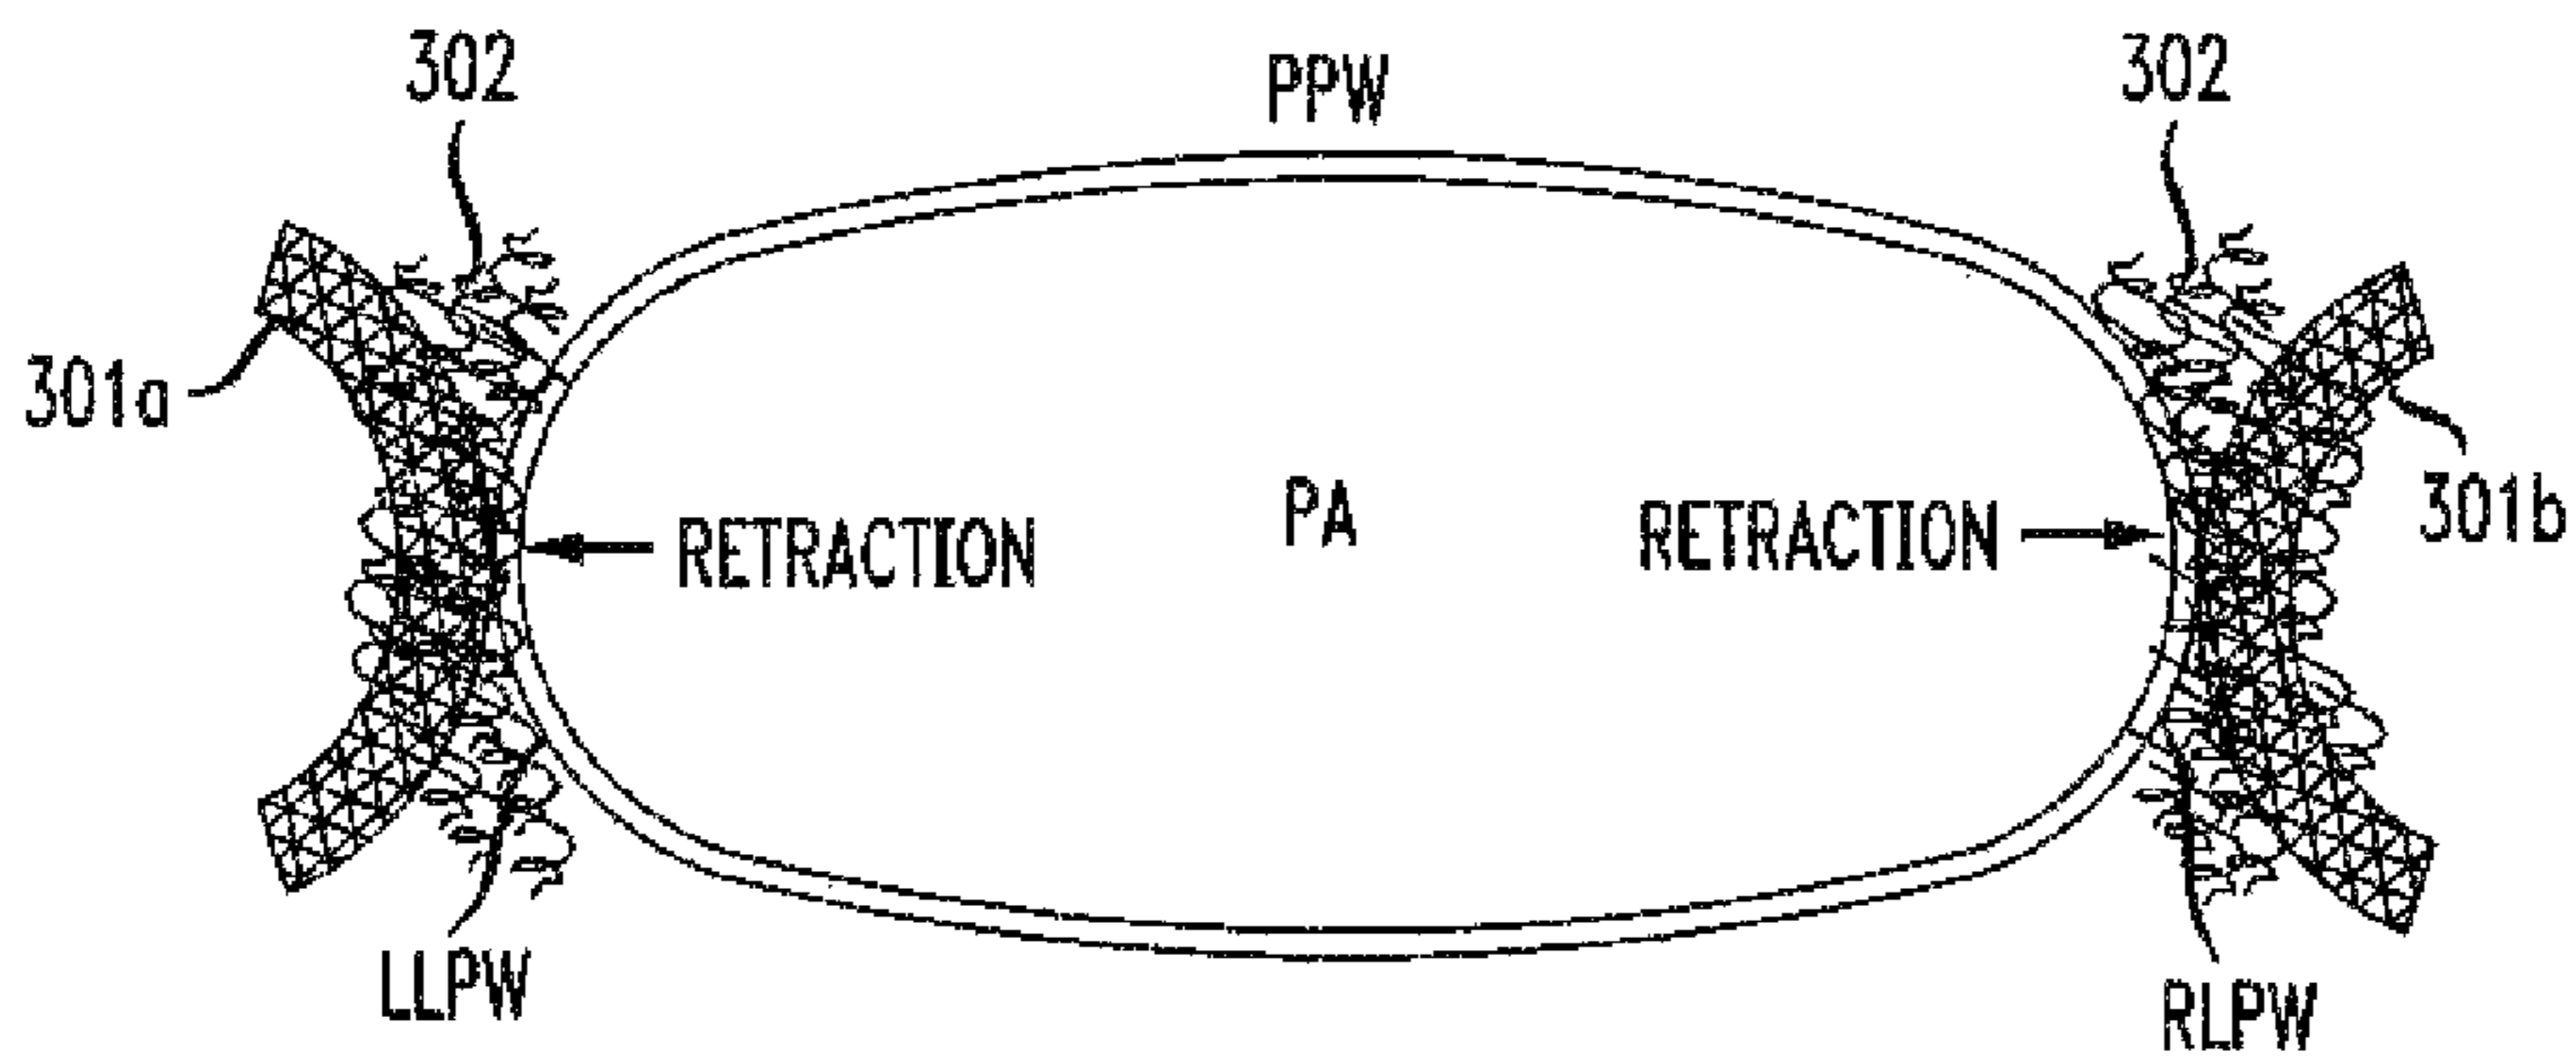 302
302
PPW
301a
PA
RETRACTION
RETRACTION
301b
LLPW
RLPW